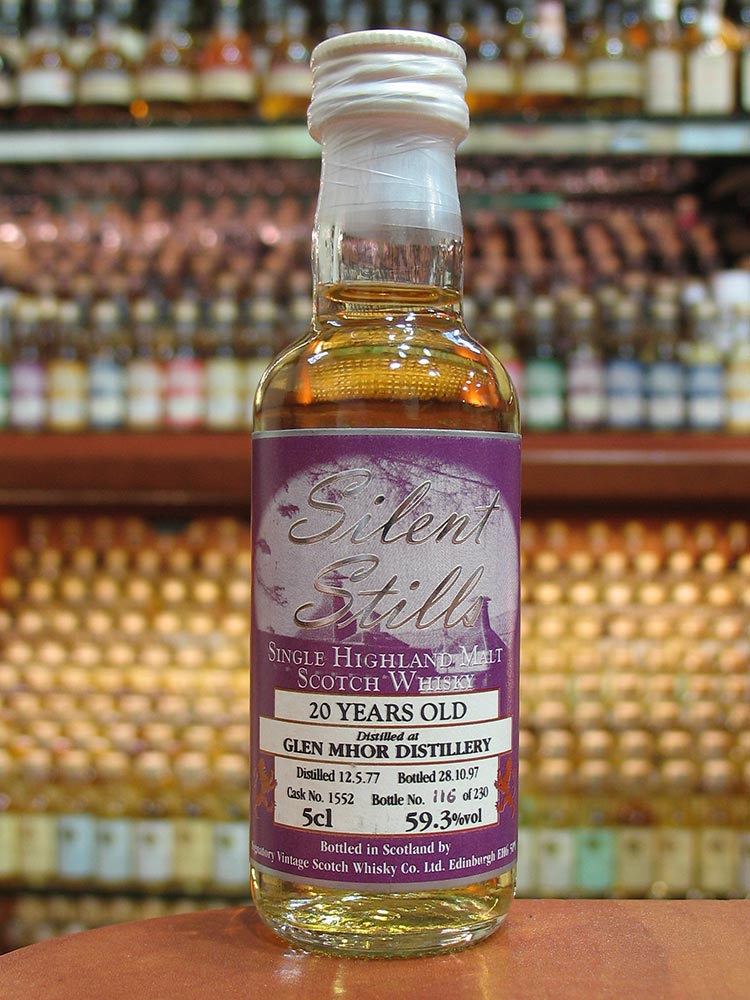 Silent
Stills
SINGLE HIGHLAND MALT
SCOTCH WHISKY
20 YEARS OLD
Distilled at
GLEN MHOR DISTILLERY
Distilled 12.5.77 Bottled 28.10.97
Cask No. 1552 Bottle No. 116 of 230
5cl 59.3%vol
Bottled in Scotland by
Vintage Scotch Whisky Co. Ltd. Edinburgh